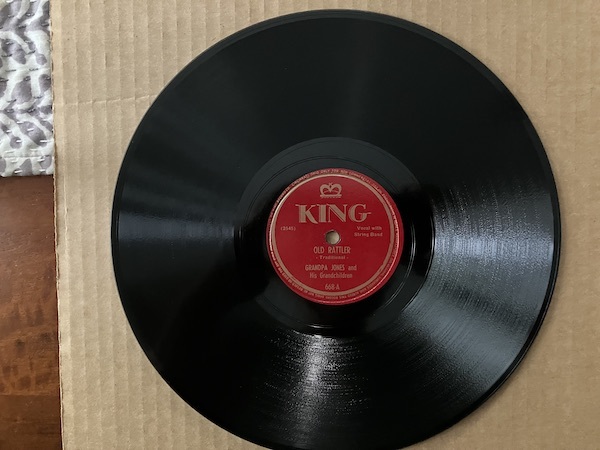 KING
Vocal with
String Band
OLD RATTLER
- Traditional -
GRANDPA JONES and
His Grandchildren
668-A